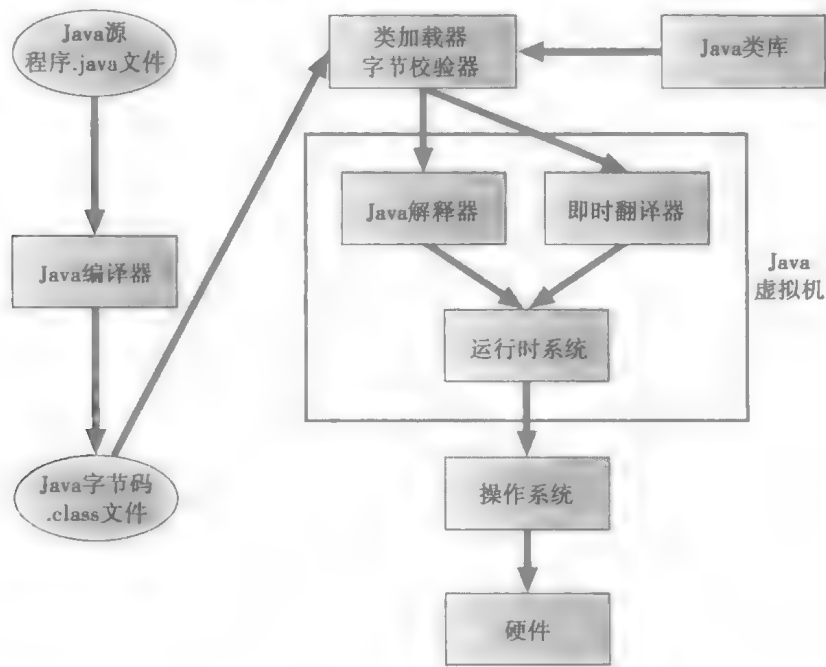 Java源
程序.java文件
类加载器
字节校验器
Java类库
Java解释器
即时翻译器
Java编译器
Java
虚拟机
运行时系统
Java字节码
.class文件
操作系统
硬件